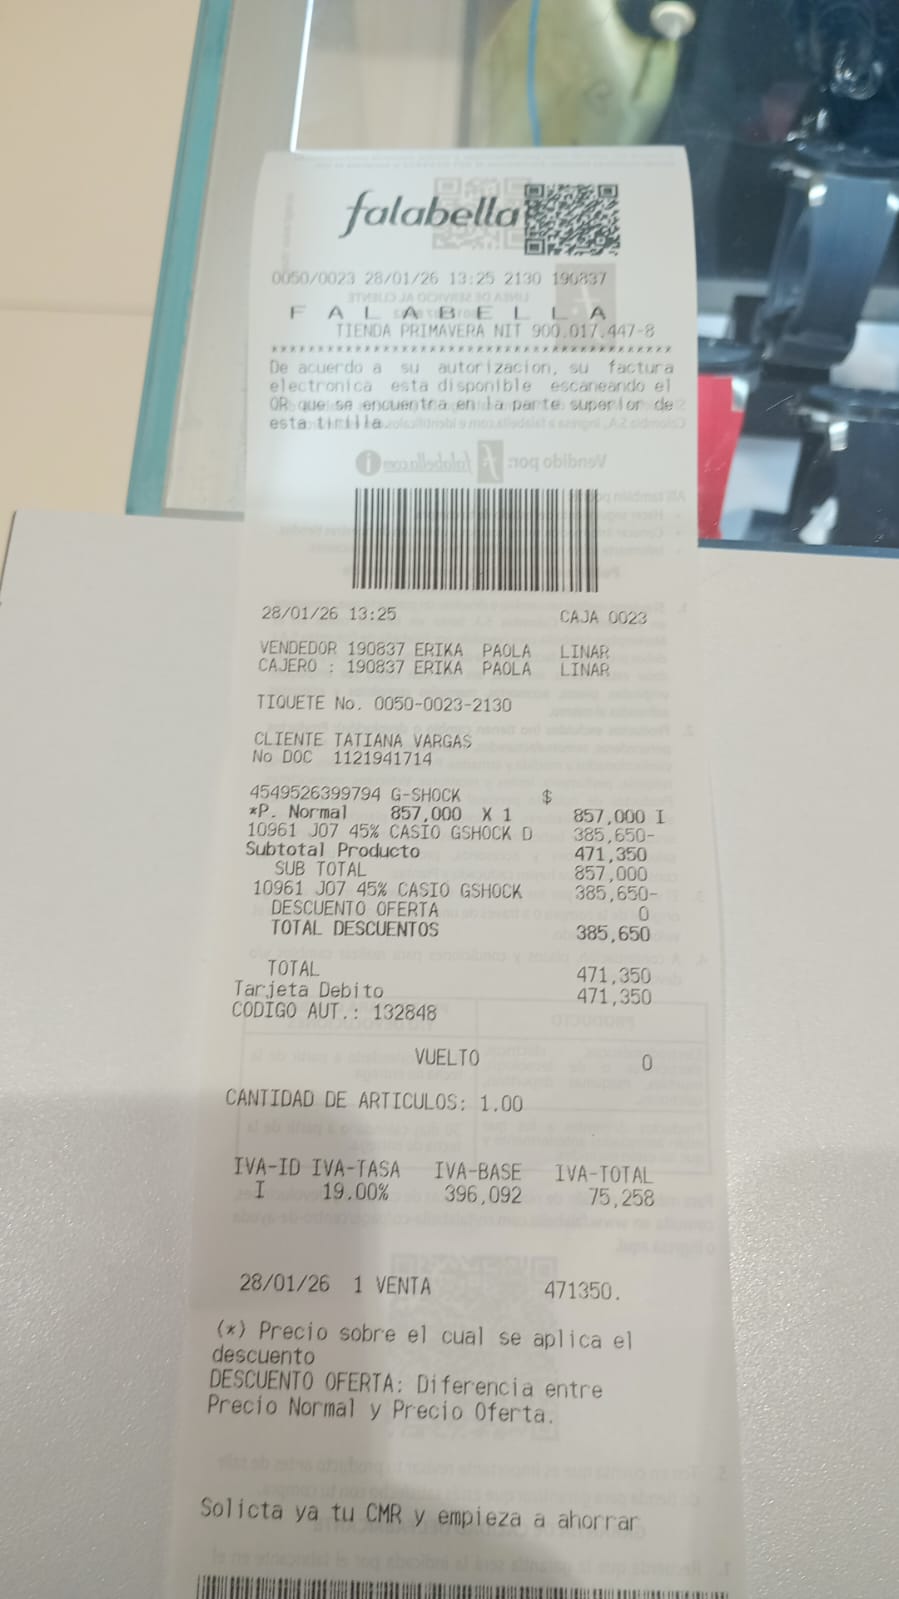 falabella
0050/0023 28/01/26 13:25 2130 190837
F A L A B E L L A
TIENDA PRIMAVERA NIT 900.017.447-8
****************************************
De acuerdo a su autorizacion, su factura
electronica esta disponible escaneando el
QR que se encuentra en la parte superior de
esta tirilla.
28/01/26 13:25 CAJA 0023
VENDEDOR 190837 ERIKA PAOLA LINAR
CAJERO : 190837 ERIKA PAOLA LINAR
TIQUETE No. 0050-0023-2130
CLIENTE TATIANA VARGAS
No DOC 1121941714
4549526399794 G-SHOCK $
*P. Normal 857,000 X 1 857,000 I
10961 J07 45% CASIO GSHOCK D 385,650-
Subtotal Producto 471,350
SUB TOTAL 857,000
10961 J07 45% CASIO GSHOCK 385,650-
DESCUENTO OFERTA 0
TOTAL DESCUENTOS 385,650
TOTAL 471,350
Tarjeta Debito 471,350
CODIGO AUT.: 132848
VUELTO 0
CANTIDAD DE ARTICULOS: 1.00
IVA-ID IVA-TASA IVA-BASE IVA-TOTAL
I 19.00% 396,092 75,258
28/01/26 1 VENTA 471350.
(*) Precio sobre el cual se aplica el
descuento
DESCUENTO OFERTA: Diferencia entre
Precio Normal y Precio Oferta.
Solicta ya tu CMR y empieza a ahorrar